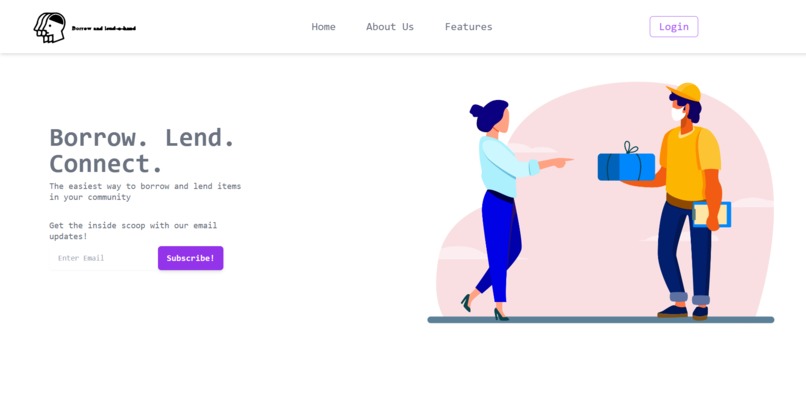 Borrow and lend-a-hand
Home
About Us
Features
Login
Borrow. Lend.
Connect.
The easiest way to borrow and lend items
in your community
Get the inside scoop with our email
updates!
Enter Email
Subscribe!